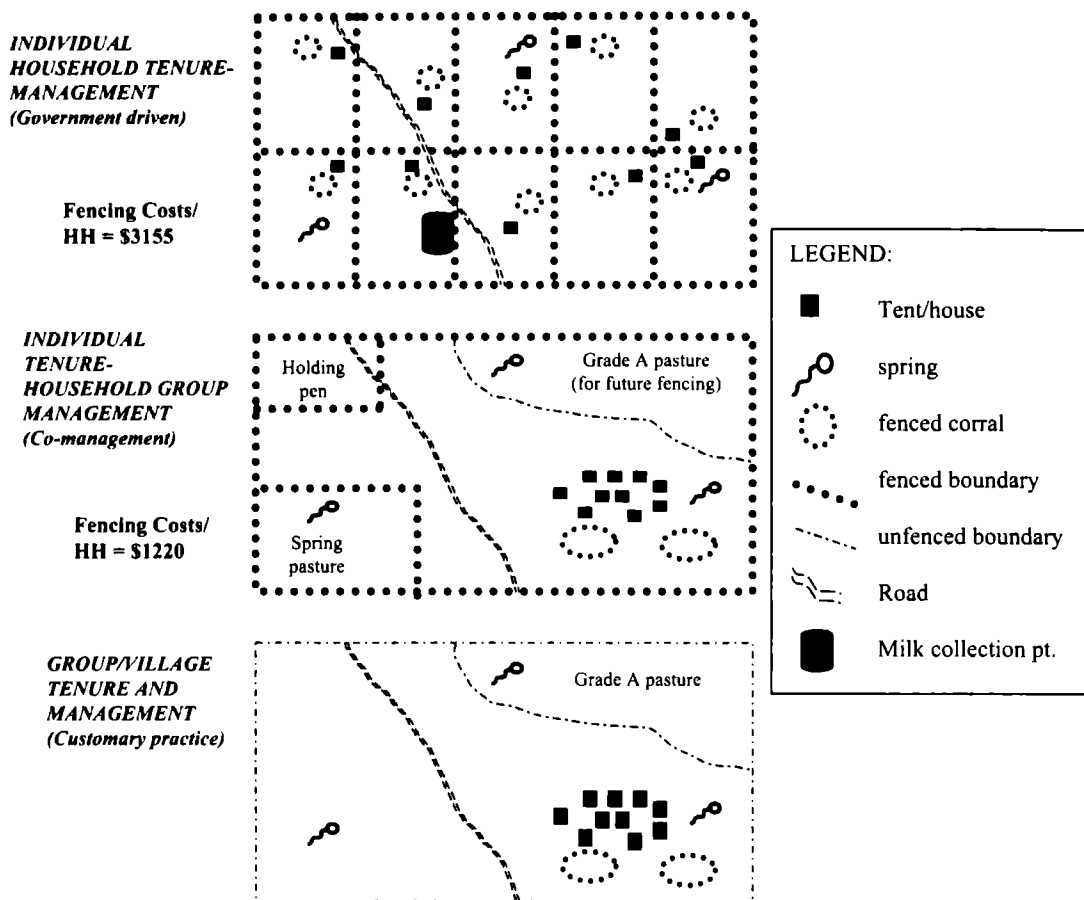 INDIVIDUAL
HOUSEHOLD TENURE-
MANAGEMENT
(Government driven)
Fencing Costs/
HH = $3155
INDIVIDUAL
TENURE-
HOUSEHOLD GROUP
MANAGEMENT
(Co-management)
Fencing Costs/
HH = $1220
Holding
pen
Grade A pasture
(for future fencing)
Spring
pasture
GROUP/VILLAGE
TENURE AND
MANAGEMENT
(Customary practice)
Grade A pasture
LEGEND:
Tent/house
spring
fenced corral
fenced boundary
unfenced boundary
Road
Milk collection pt.